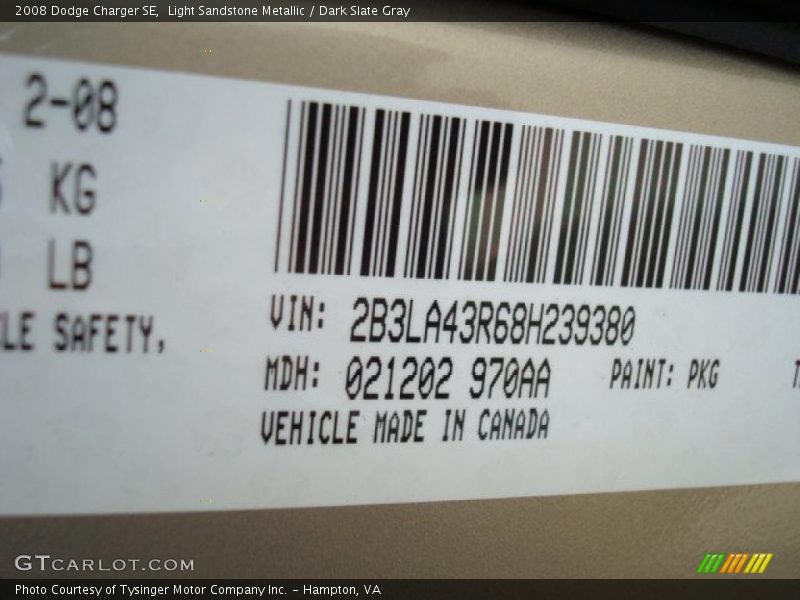 2008 Dodge Charger SE,  Light Sandstone Metallic / Dark Slate Gray
2-08
KG
LB
LE SAFETY,
VIN: 2B3LA43R68H239380
MDH: 021202 970AA PAINT: PKG
VEHICLE MADE IN CANADA
GTCARLOT.COM
Photo Courtesy of Tysinger Motor Company Inc. - Hampton, VA